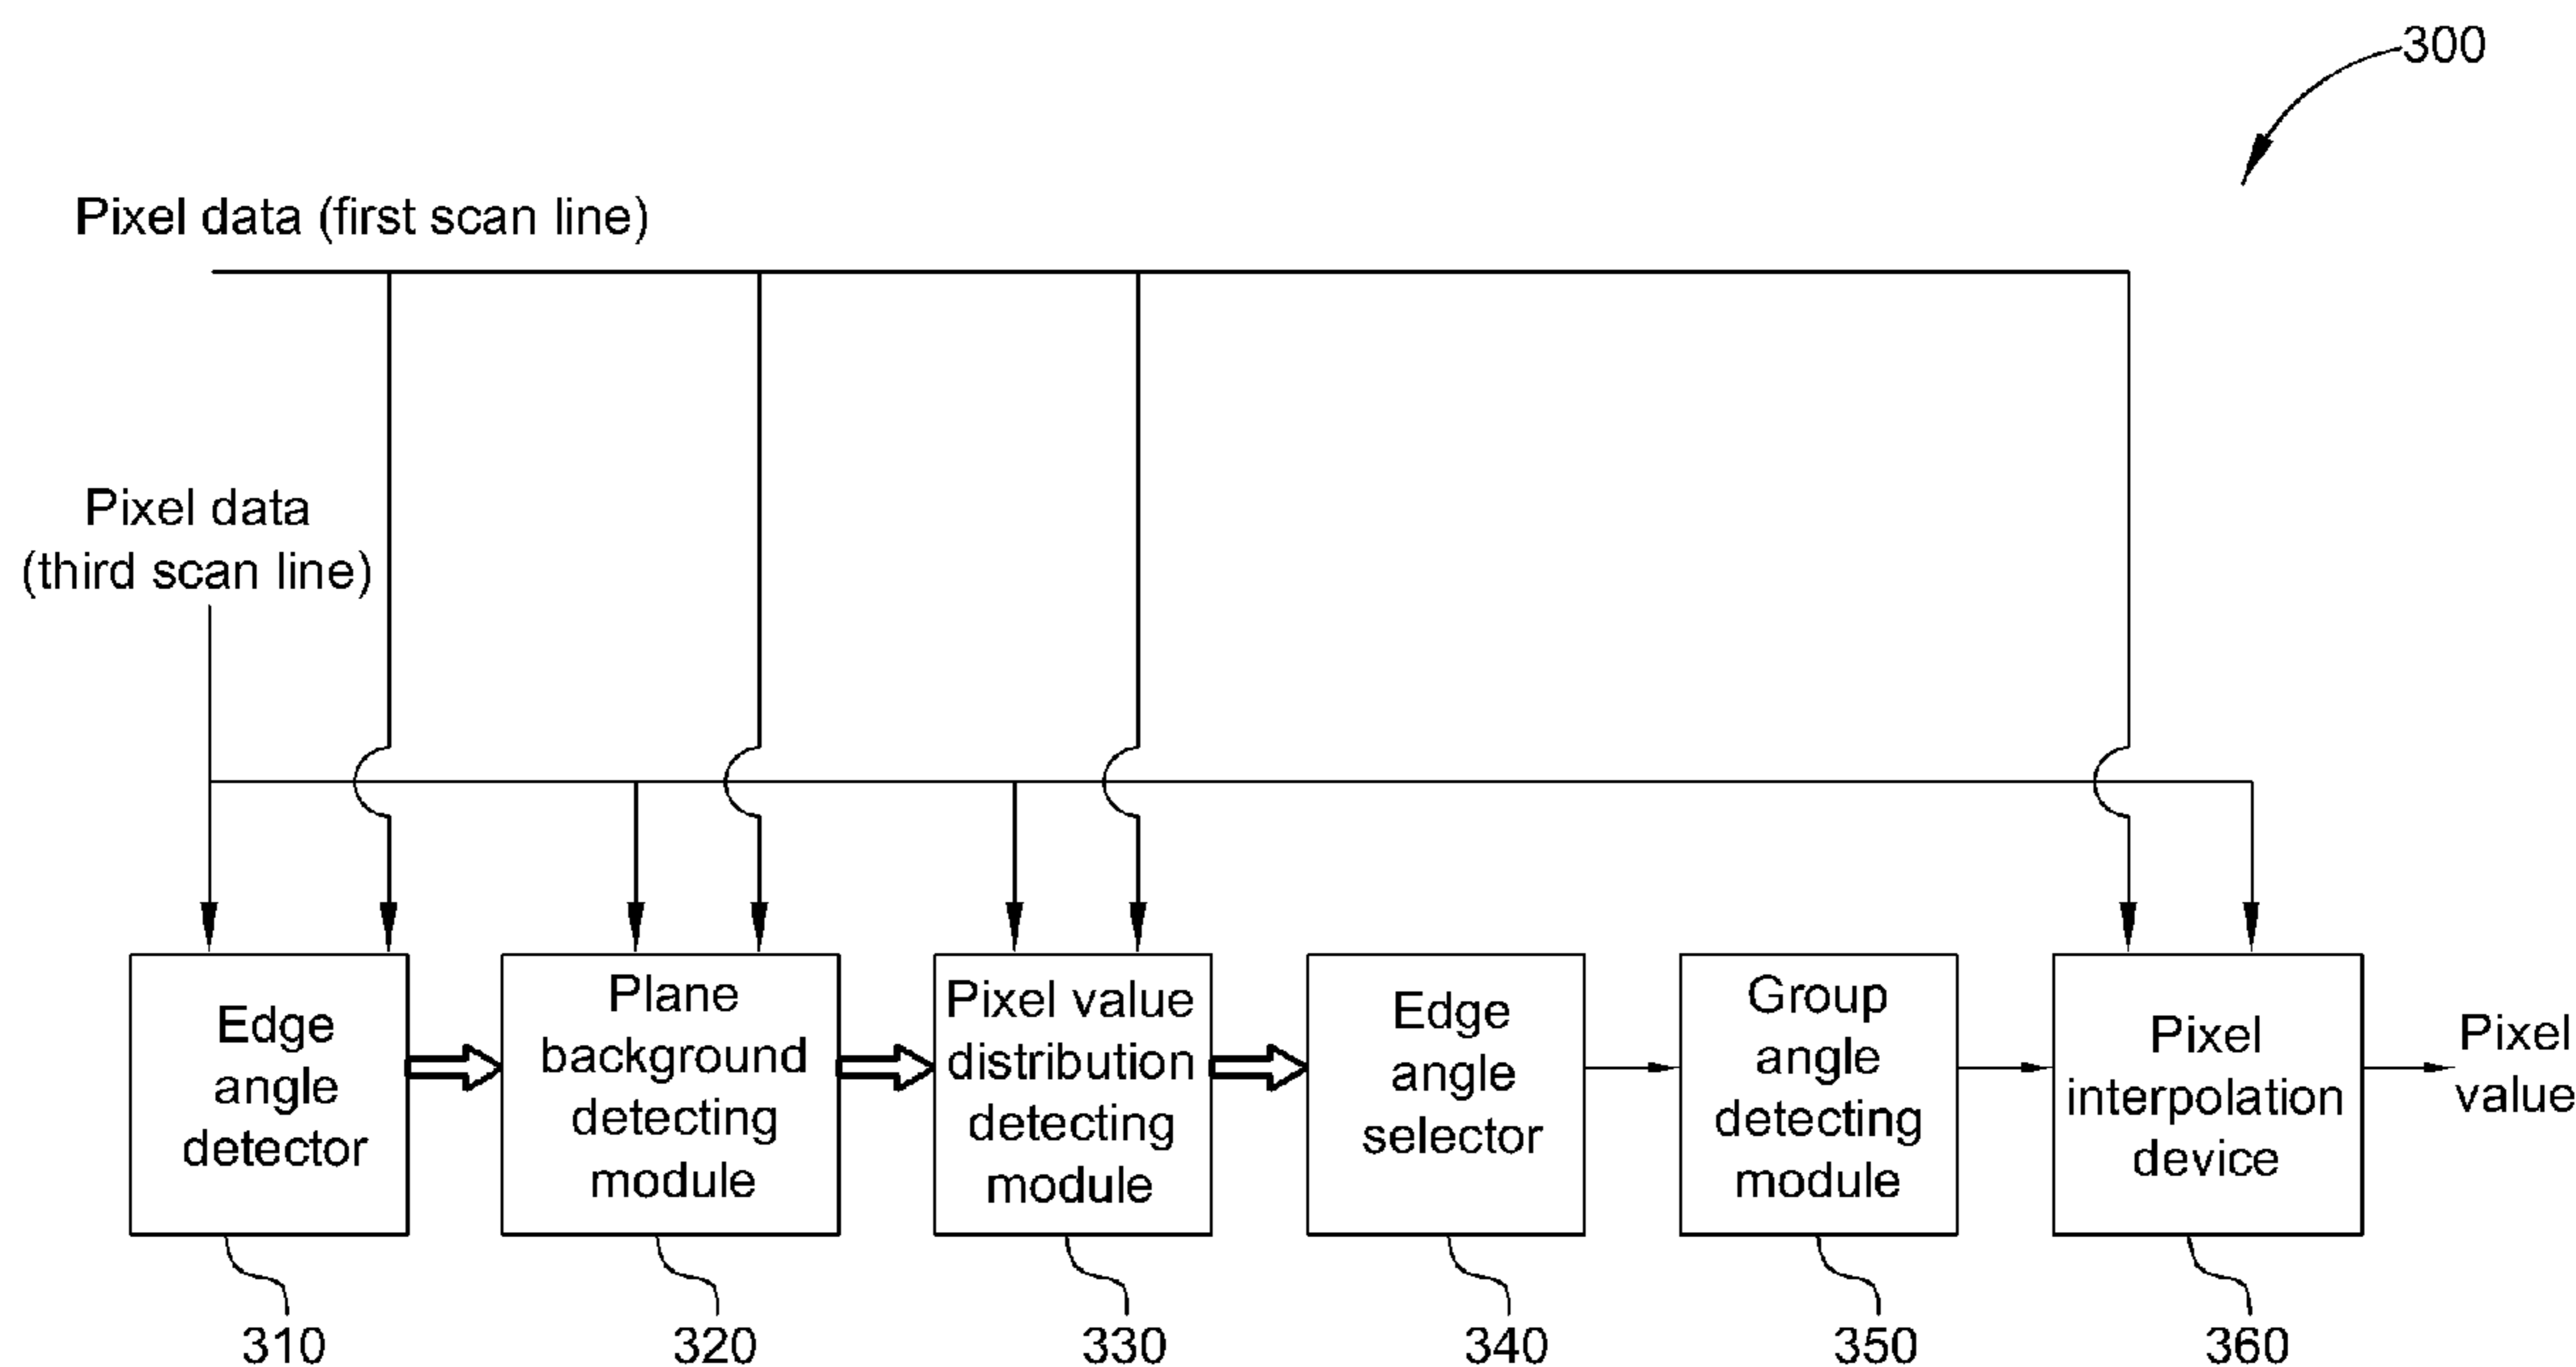 300
Pixel data (first scan line)
Pixel data
(third scan line)
Edge
angle
detector
Plane
background
detecting
module
Pixel value
distribution
detecting
module
Edge
angle
selector
Group
angle
detecting
module
Pixel
interpolation
device
Pixel
value
310
320
330
340
350
360